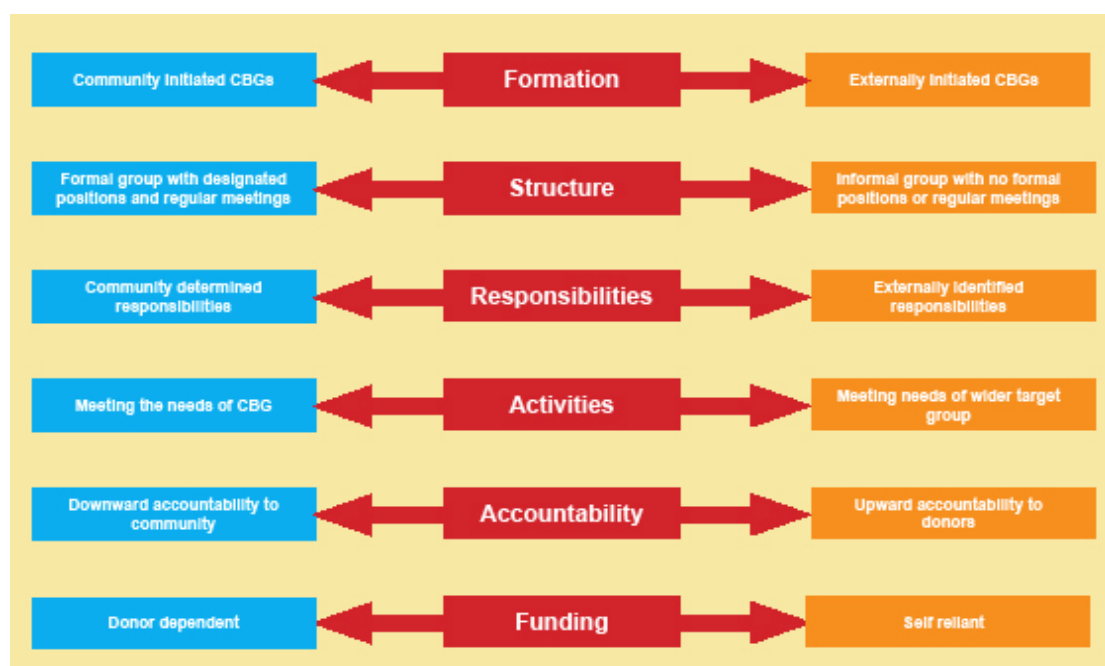 Community Initiated CBGs
Formation
Externally Initiated CBGs
Formal group with designated
positions and regular meetings
Structure
Informal group with no formal
positions or regular meetings
Community determined
responsibilities
Responsibilities
Externally identified
responsibilities
Meeting the needs of CBG
Activities
Meeting needs of wider target
group
Downward accountability to
community
Accountability
Upward accountability to
donors
Donor dependent
Funding
Self reliant